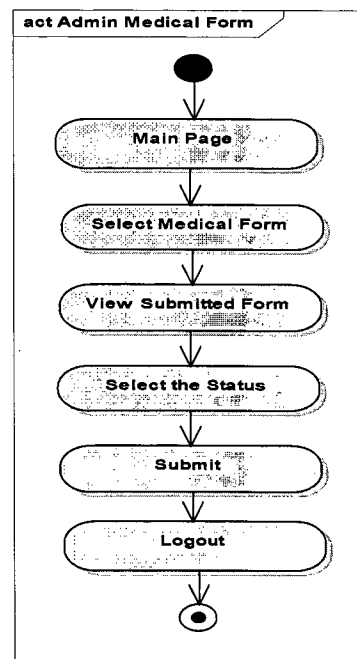 act Admin Medical Form
Main Page
Select Medical Form
View Submitted Form
Select the Status
Submit
Logout